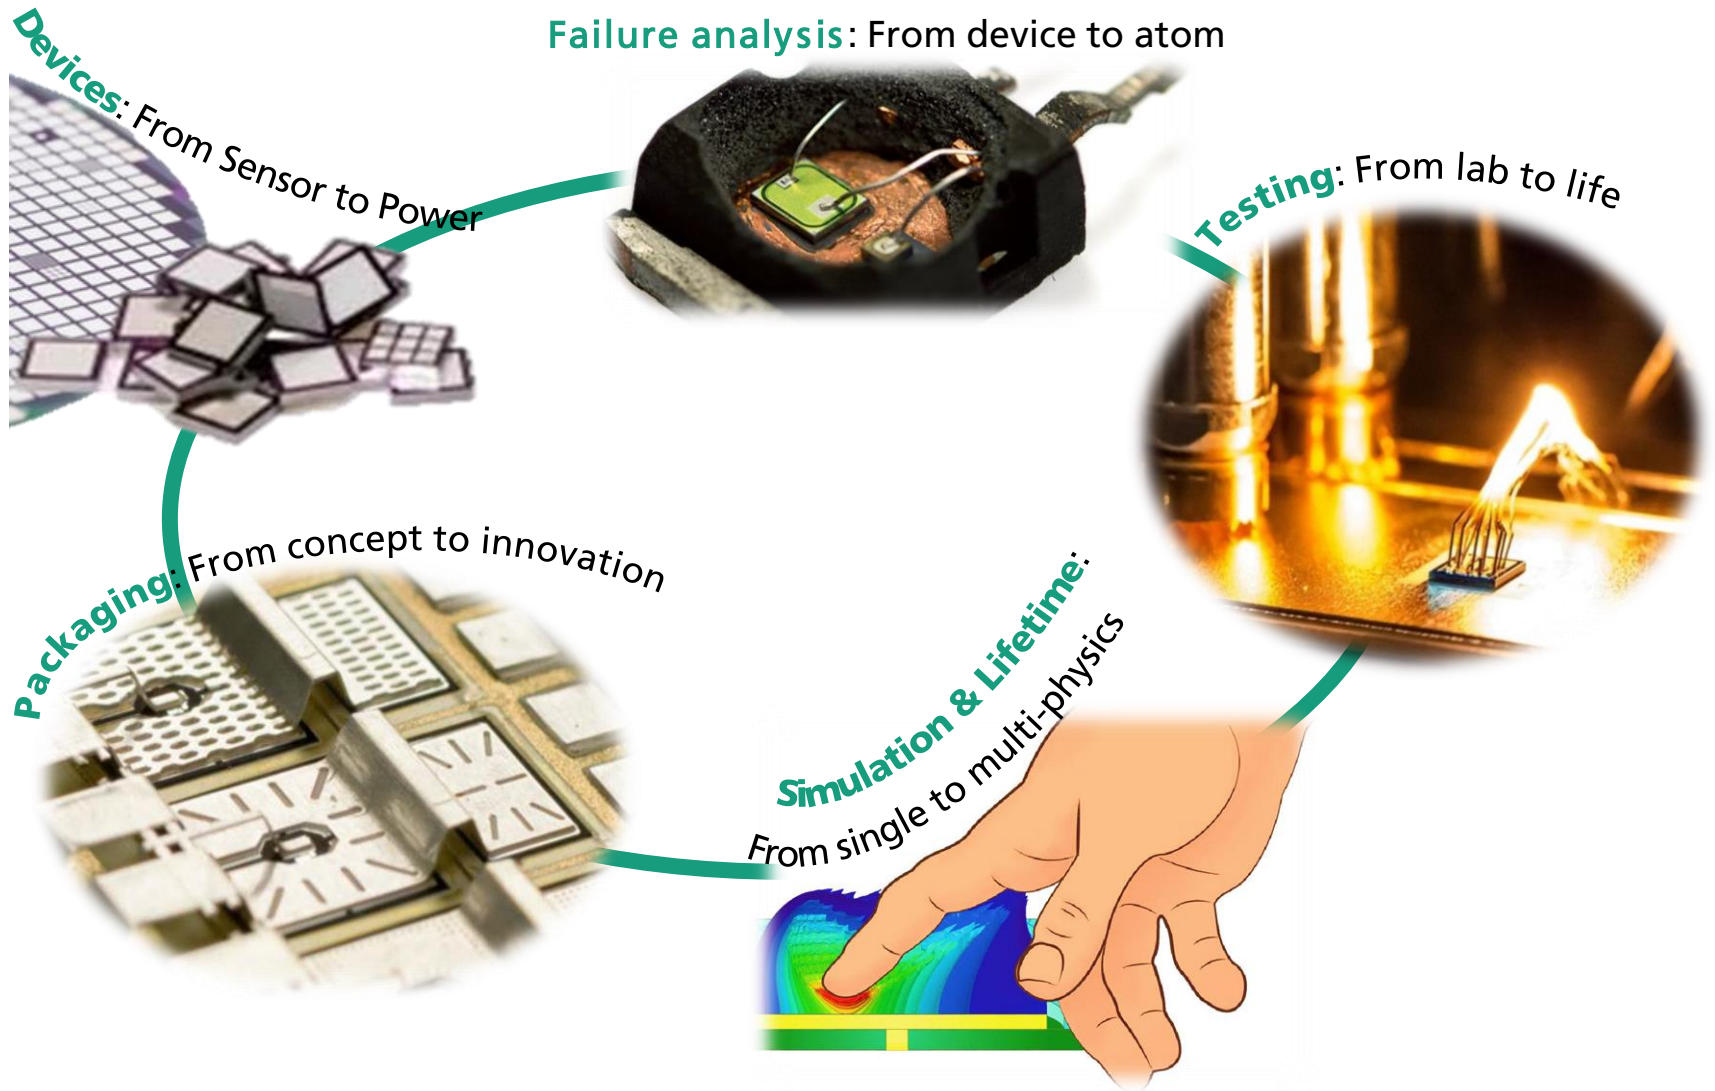 Devices: From Sensor to Power
Failure analysis: From device to atom
Testing: From lab to life
Packaging: From concept to innovation
Simulation & Lifetime:
From single to multi-physics